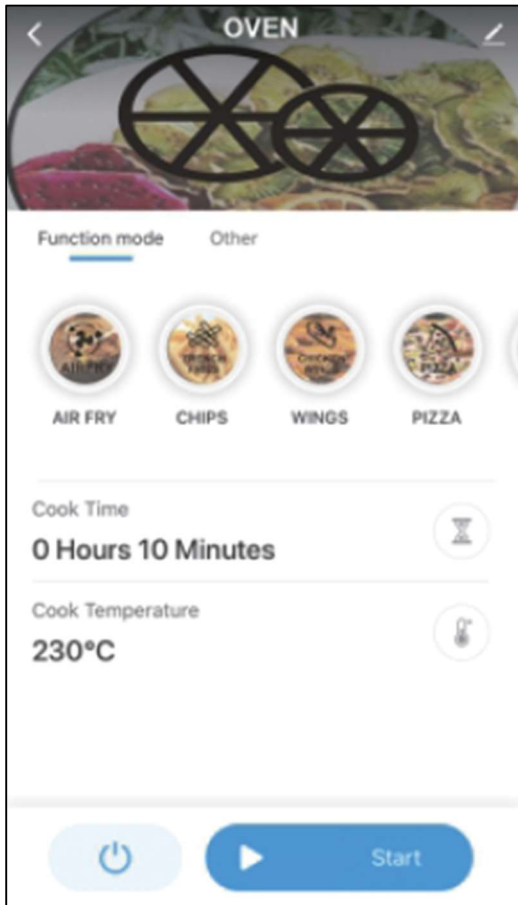 OVEN
Function mode Other
AIR FRY CHIPS WINGS PIZZA
Cook Time
0 Hours 10 Minutes
Cook Temperature
230°C
Start